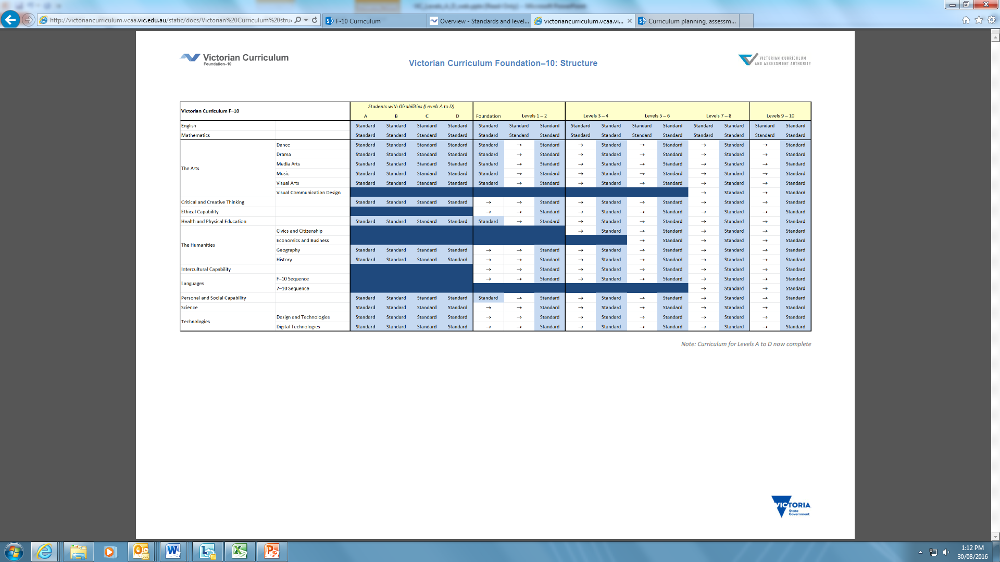 http://victoriancurriculum.vcaa.vic.edu.au/static/docs/Victorian%20Curriculum%20stru
F-10 Curriculum
Overview - Standards and level...
victoriancurriculum.vcaa.vi...
Curriculum planning, assessm...
Victorian Curriculum
Foundation–10
Victorian Curriculum Foundation–10: Structure
VICTORIAN CURRICULUM
AND ASSESSMENT AUTHORITY
Victorian Curriculum F–10
Students with Disabilities (Levels A to D)
A B C D Foundation Levels 1 – 2 Levels 3 – 4 Levels 5 – 6 Levels 7 – 8 Levels 9 – 10
English Standard Standard Standard Standard Standard Standard Standard Standard Standard Standard Standard Standard Standard Standard Standard
Mathematics Standard Standard Standard Standard Standard Standard Standard Standard Standard Standard Standard Standard Standard Standard Standard
The Arts
Dance Standard Standard Standard Standard Standard → Standard → Standard → Standard → Standard → Standard
Drama Standard Standard Standard Standard Standard → Standard → Standard → Standard → Standard → Standard
Media Arts Standard Standard Standard Standard Standard → Standard → Standard → Standard → Standard → Standard
Music Standard Standard Standard Standard Standard → Standard → Standard → Standard → Standard → Standard
Visual Arts Standard Standard Standard Standard Standard → Standard → Standard → Standard → Standard → Standard
Visual Communication Design → Standard → Standard
Critical and Creative Thinking Standard Standard Standard Standard → → Standard → Standard → Standard → Standard → Standard
Ethical Capability → → Standard → Standard → Standard → Standard → Standard
Health and Physical Education Standard Standard Standard Standard Standard → Standard → Standard → Standard → Standard → Standard
The Humanities
Civics and Citizenship → Standard → Standard → Standard → Standard
Economics and Business → Standard → Standard → Standard
Geography Standard Standard Standard Standard → → Standard → Standard → Standard → Standard → Standard
History Standard Standard Standard Standard → → Standard → Standard → Standard → Standard → Standard
Intercultural Capability → → Standard → Standard → Standard → Standard → Standard
Languages
F–10 Sequence → → Standard → Standard → Standard → Standard → Standard
7–10 Sequence → Standard → Standard
Personal and Social Capability Standard Standard Standard Standard Standard → Standard → Standard → Standard → Standard → Standard
Science Standard Standard Standard Standard → → Standard → Standard → Standard → Standard → Standard
Technologies
Design and Technologies Standard Standard Standard Standard → → Standard → Standard → Standard → Standard → Standard
Digital Technologies Standard Standard Standard Standard → → Standard → Standard → Standard → Standard → Standard
Note: Curriculum for Levels A to D now complete
VICTORIA
State
Government
1:12 PM
30/08/2016